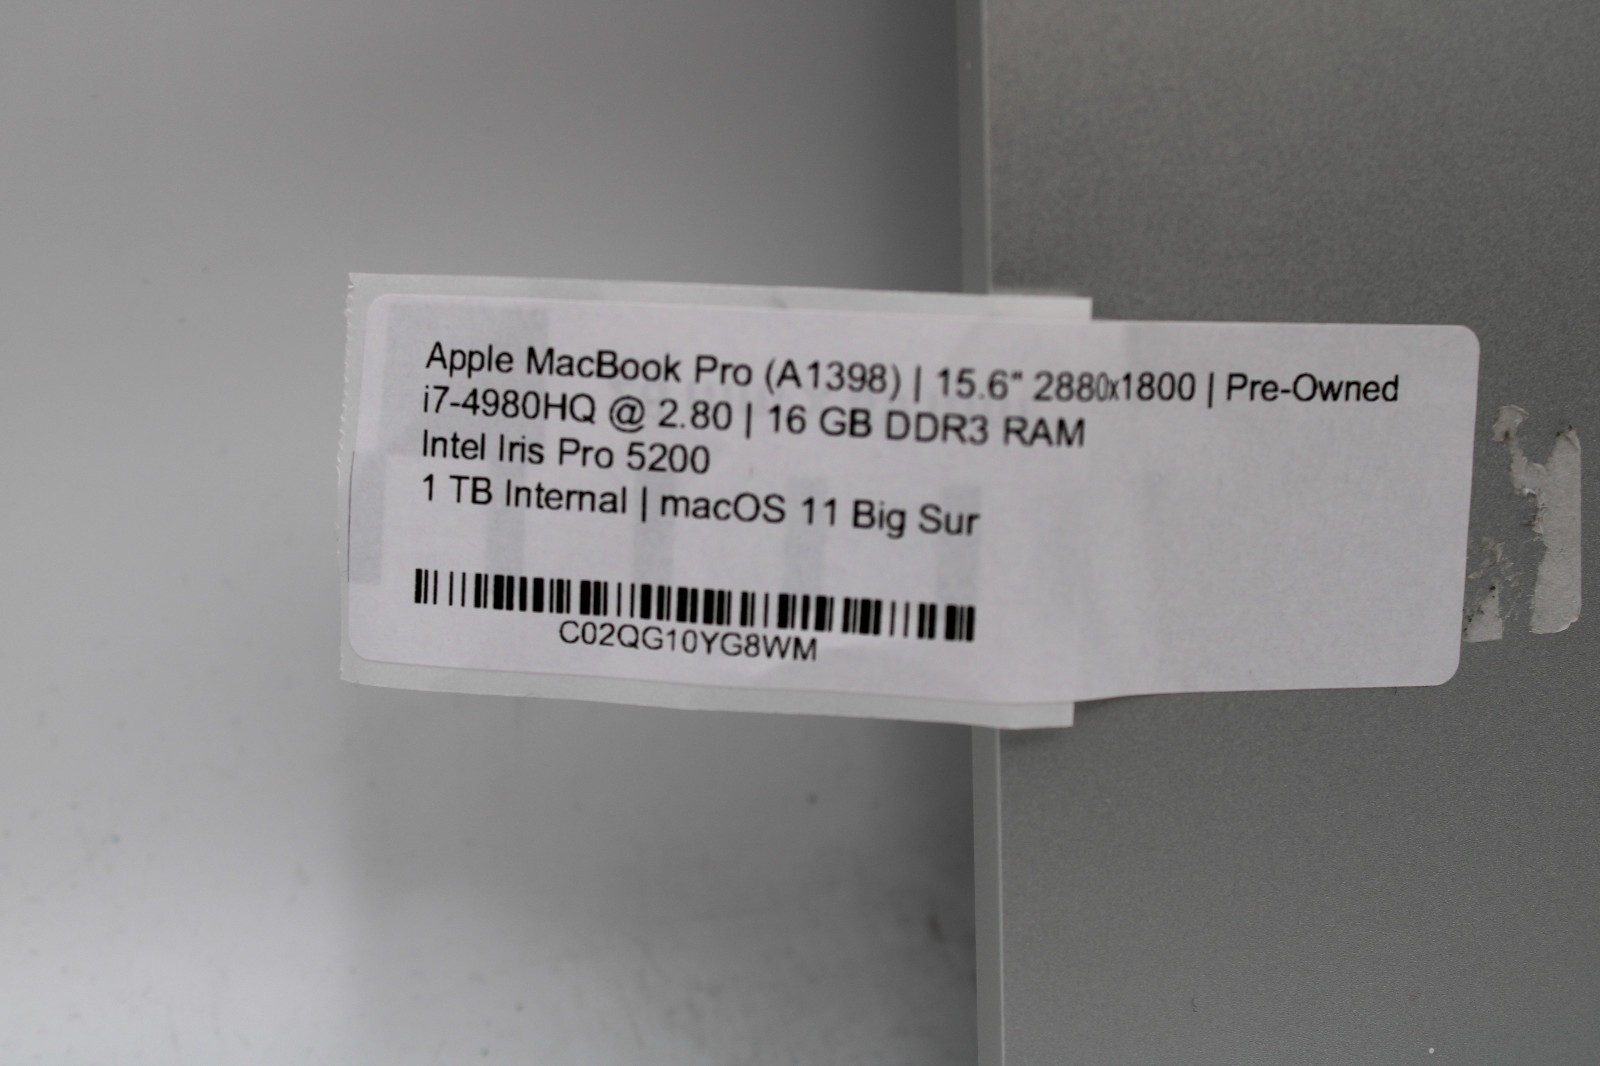 Apple MacBook Pro (A1398) | 15.6" 2880x1800 | Pre-Owned
i7-4980HQ @ 2.80 | 16 GB DDR3 RAM
Intel Iris Pro 5200
1 TB Internal | macOS 11 Big Sur
C02QG10YG8WM